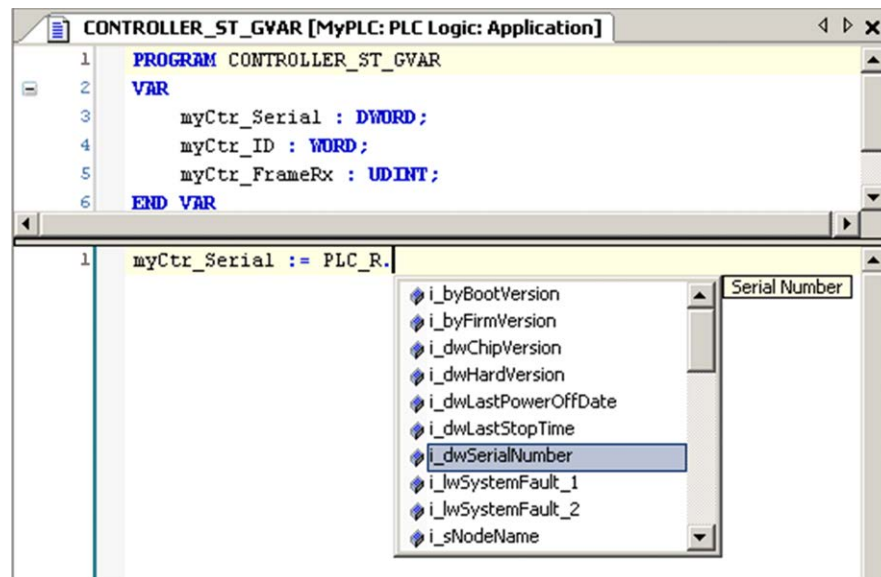 CONTROLLER_ST_GVAR [MyPLC: PLC Logic: Application]
1 PROGRAM CONTROLLER_ST_GVAR
2 VAR
3 myCtr_Serial : DWORD;
4 myCtr_ID : WORD;
5 myCtr_FrameRx : UDINT;
6 END_VAR
1 myCtr_Serial := PLC_R.
i_byBootVersion
i_byFirmVersion
i_dwChipVersion
i_dwHardVersion
i_dwLastPowerOffDate
i_dwLastStopTime
i_dwSerialNumber
i_lwSystemFault_1
i_lwSystemFault_2
i_sNodeName
Serial Number